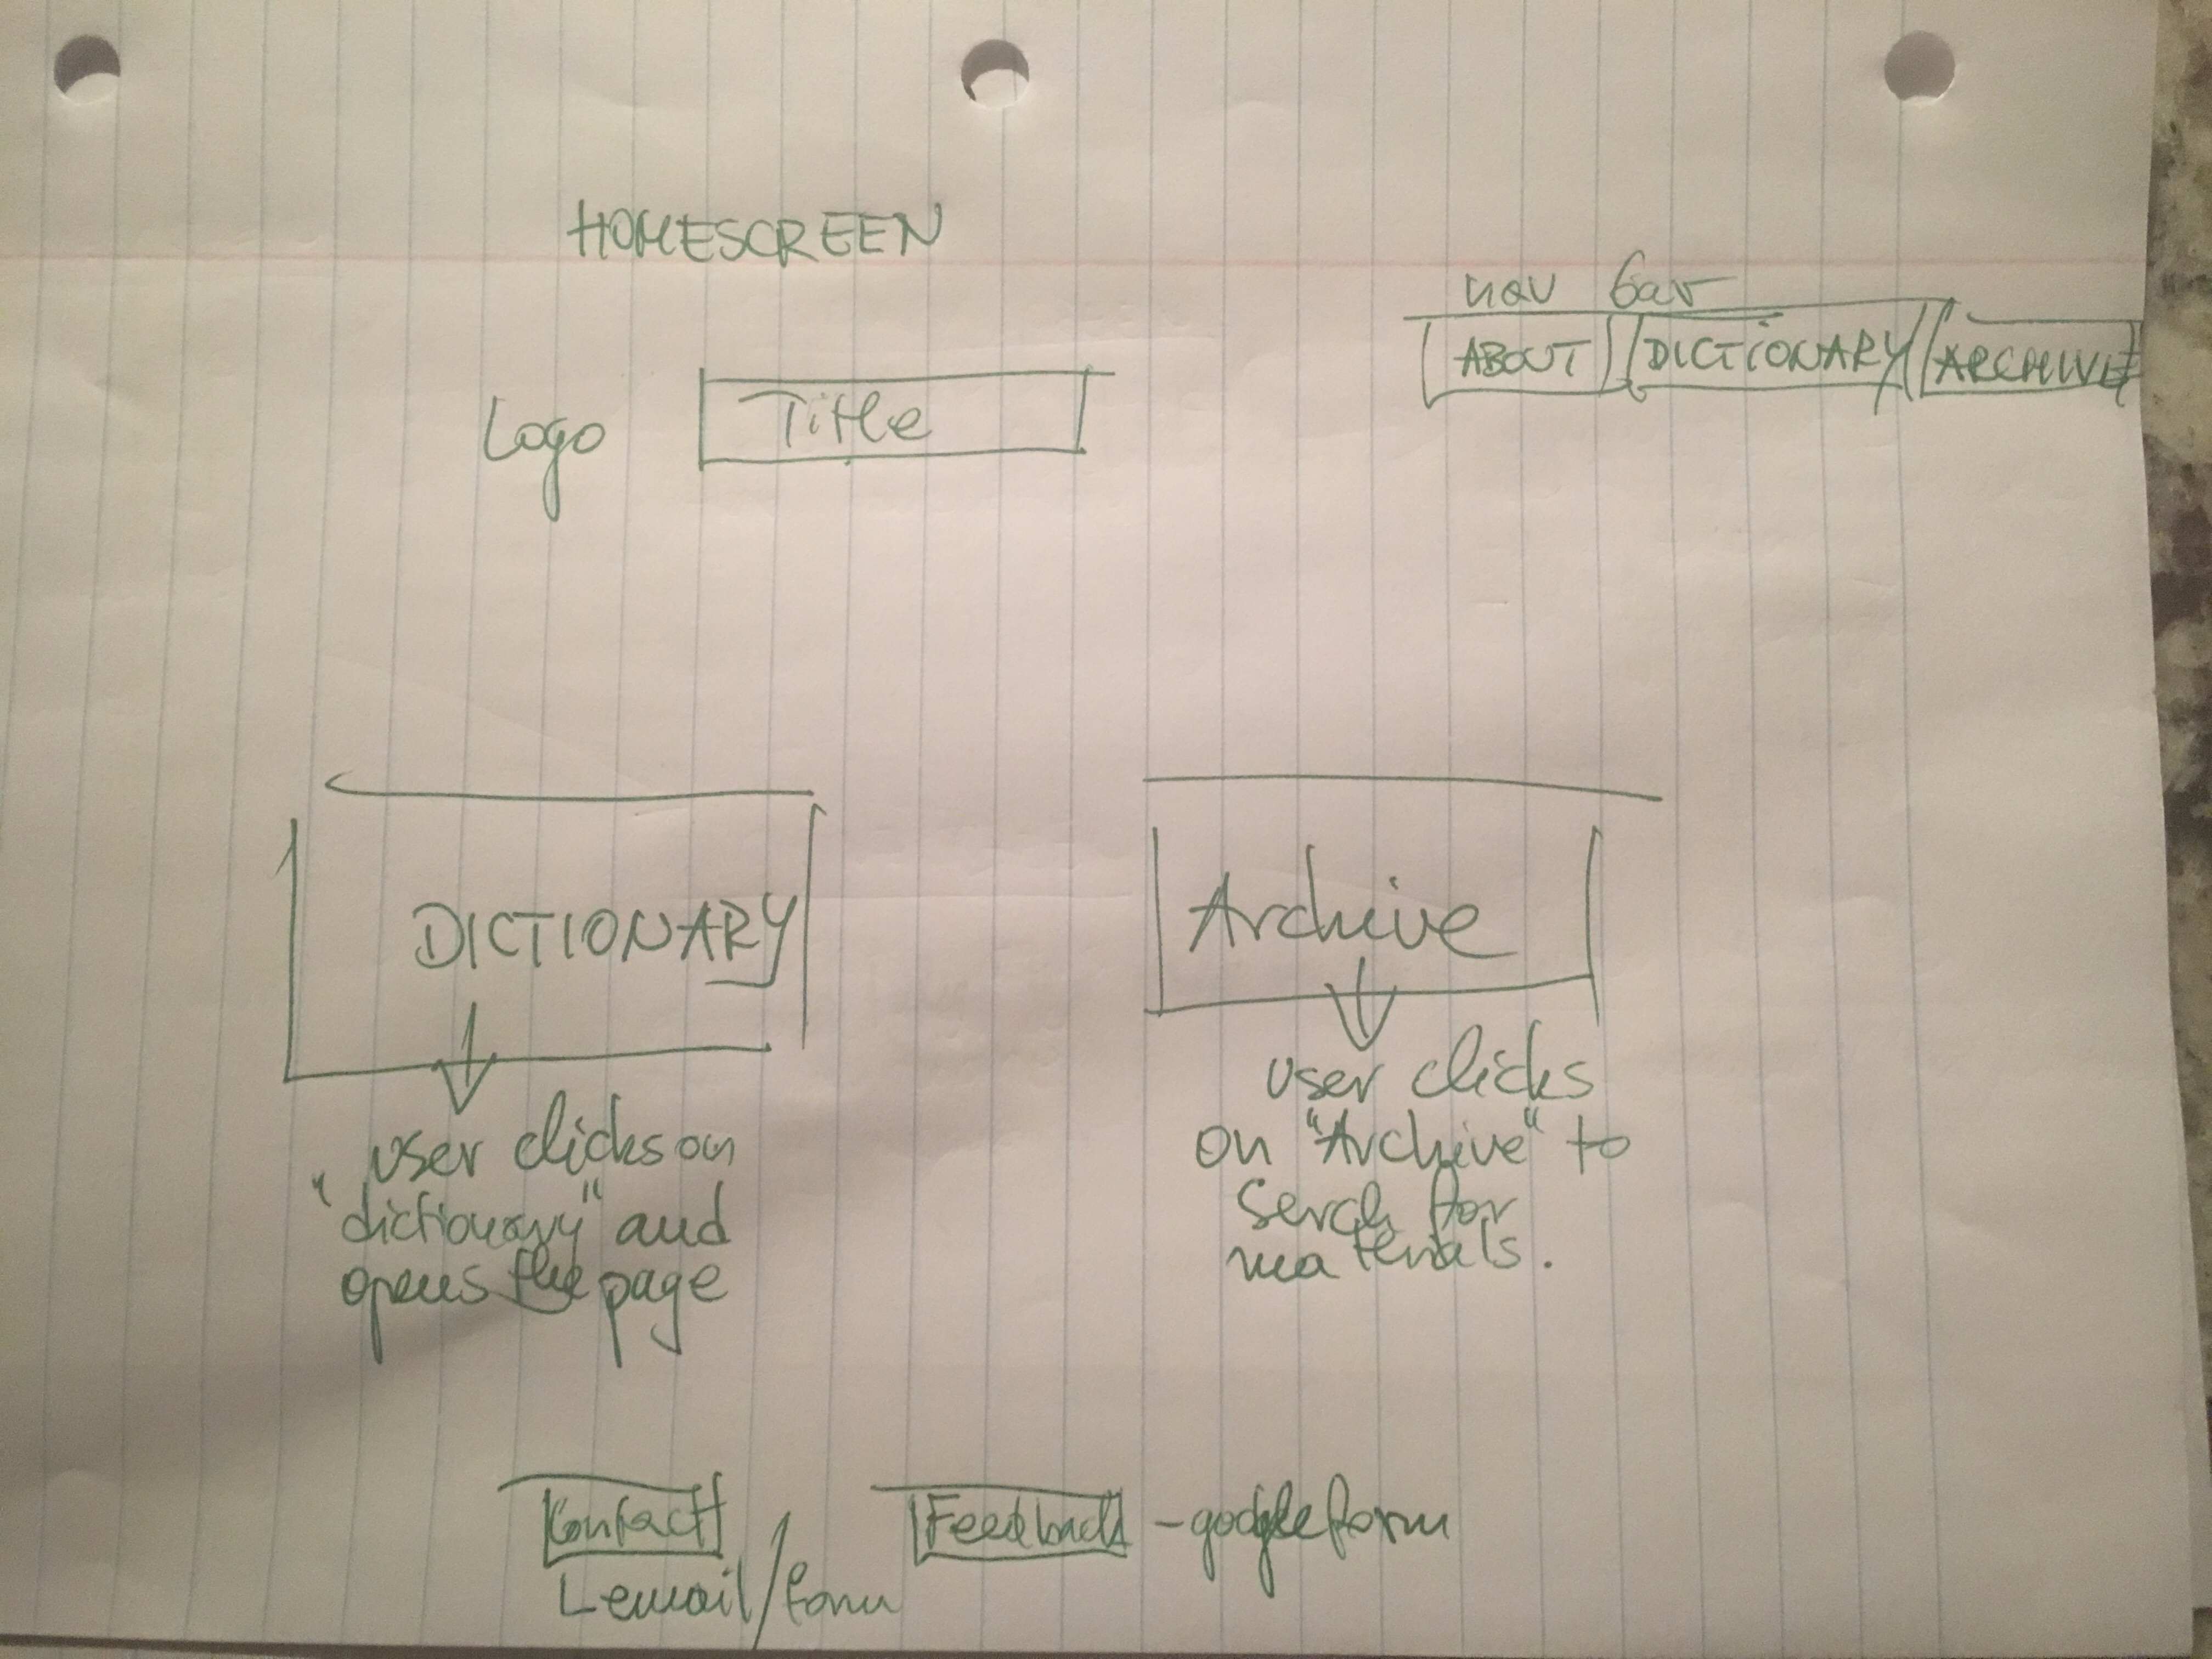 HOMESCREEN
nav bar
ABOUT DICTIONARY ARCHIVE
Logo Title
DICTIONARY
user clicks on
"dictionary" and
opens the page
Archive
user clicks
on "Archive" to
serch for
materials.
Contact
email/form
Feedback - google form